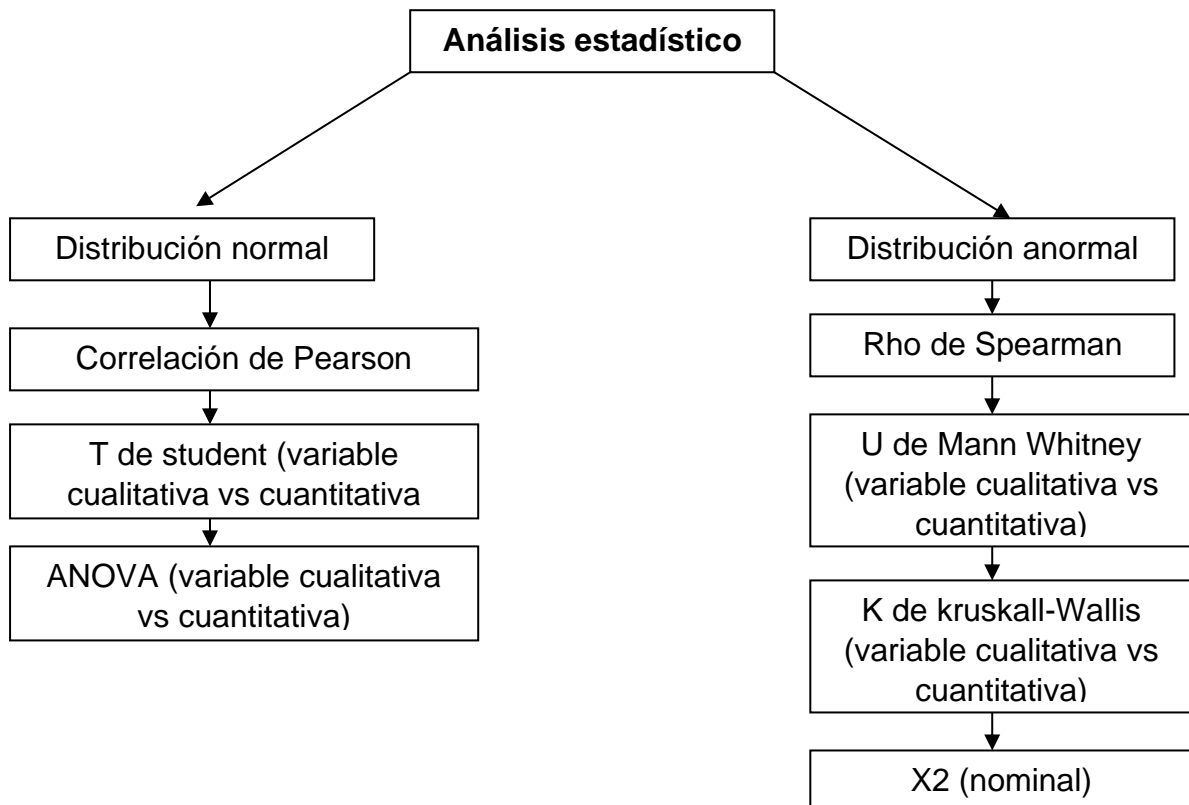 Análisis estadístico
Distribución normal
Correlación de Pearson
T de student (variable
cualitativa vs cuantitativa
ANOVA (variable cualitativa
vs cuantitativa)
Distribución anormal
Rho de Spearman
U de Mann Whitney
(variable cualitativa vs
cuantitativa)
K de kruskall-Wallis
(variable cualitativa vs
cuantitativa)
X2 (nominal)